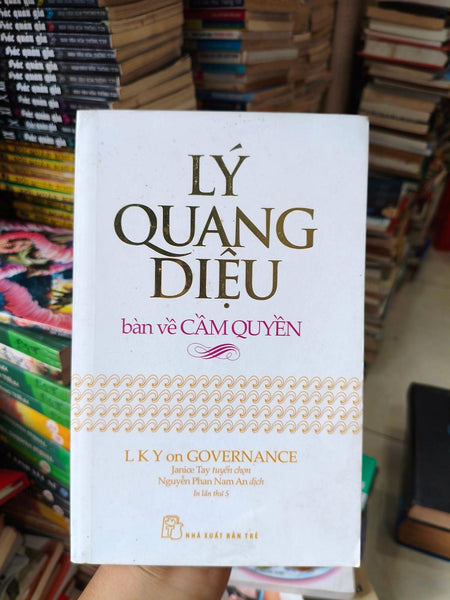 LÝ
QUANG
DIỆU
bàn về CẦM QUYỀN
L K Y on GOVERNANCE
Janice Tay tuyển chọn
Nguyễn Phan Nam An dịch
In lần thứ 5
NHÀ XUẤT BẢN TRẺ